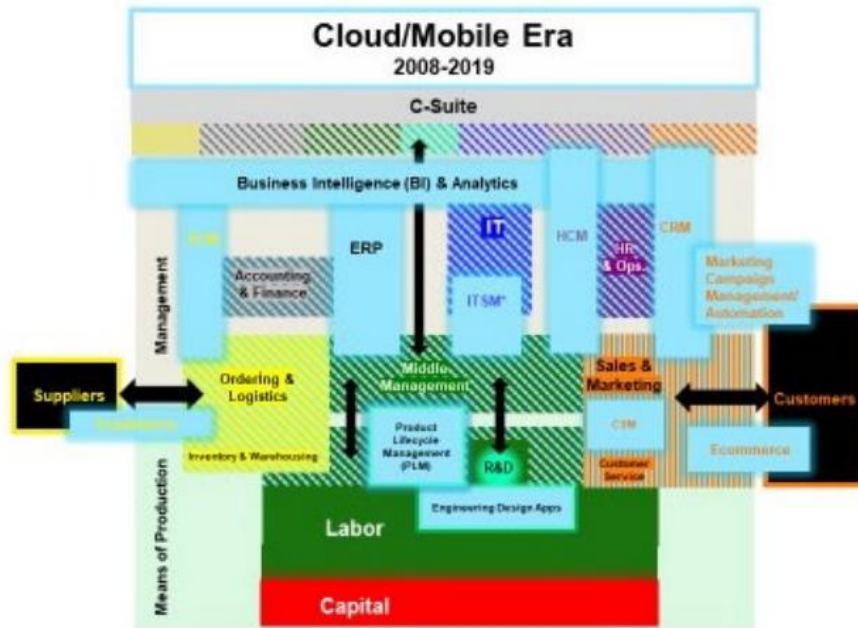 Cloud/Mobile Era
2008-2019
C-Suite
Business Intelligence (BI) & Analytics
Management
ERP
IT
HCM
HR
& Ops.
CRM
Accounting
& Finance
ITSM*
Marketing
Campaign
Management/
Automation
Suppliers
Ordering &
Logistics
Inventory & Warehousing
Middle
Management
Sales &
Marketing
Customers
Product
Lifecycle
Management
(PLM)
R&D
Customer
Service
Ecommerce
Means of Production
Engineering Design Apps
Labor
Capital